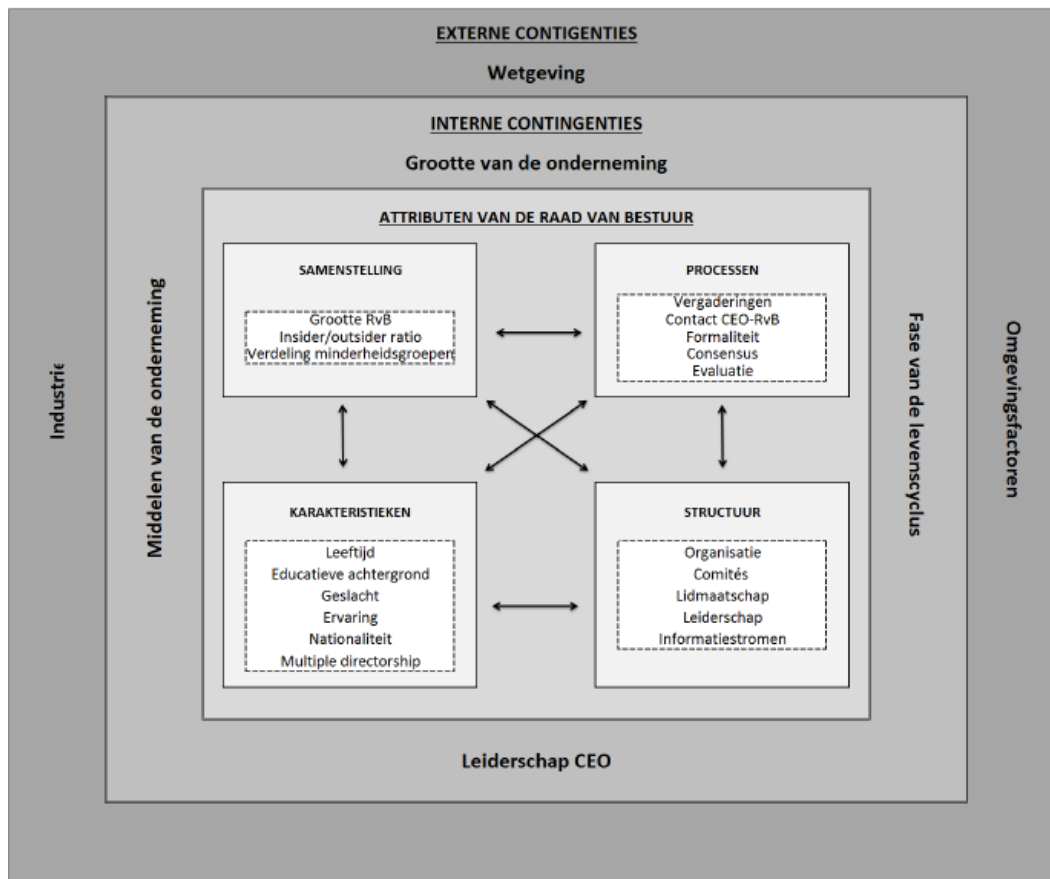 EXTERNE CONTIGENTIES
Wetgeving
INTERNE CONTINGENTIES
Grootte van de onderneming
ATTRIBUTEN VAN DE RAAD VAN BESTUUR
SAMENSTELLING
Grootte RvB
Insider/outsider ratio
Verdeling minderheidsgroepen
PROCESSEN
Vergaderingen
Contact CEO-RvB
Formaliteit
Consensus
Evaluatie
KARAKTERISTIEKEN
Leeftijd
Educatieve achtergrond
Geslacht
Ervaring
Nationaliteit
Multiple directorship
STRUCTUUR
Organisatie
Comités
Lidmaatschap
Leiderschap
Informatiestromen
Industrie
Middelen van de onderneming
Fase van de levenscyclus
Omgevingsfactoren
Leiderschap CEO